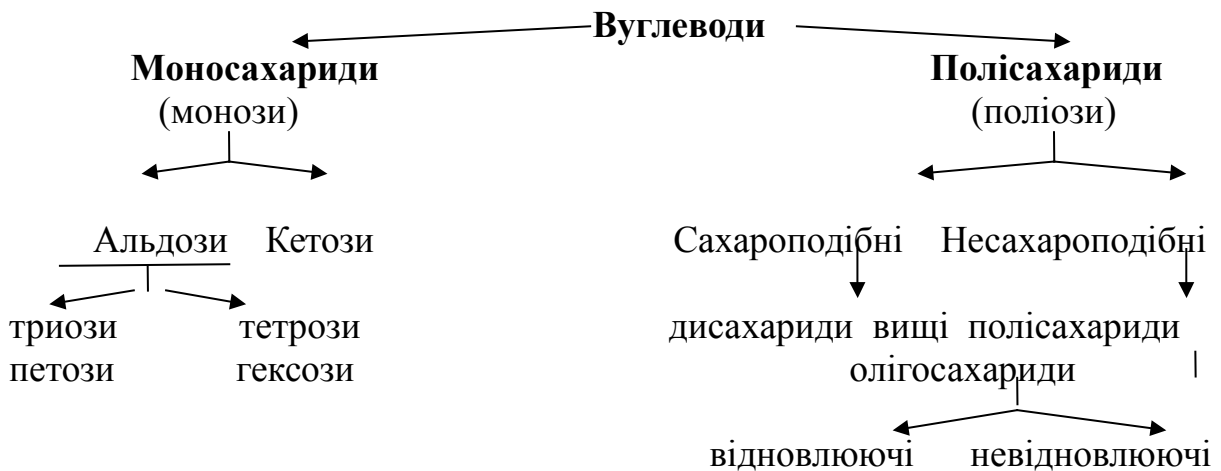 Вуглеводи
Моносахариди Полісахариди
(монози) (поліози)
Альдози Кетози Сахароподібні Несахароподібні
триози тетрози дисахариди вищі полісахариди
петози гексози олігосахариди
відновлюючі невідновлюючі